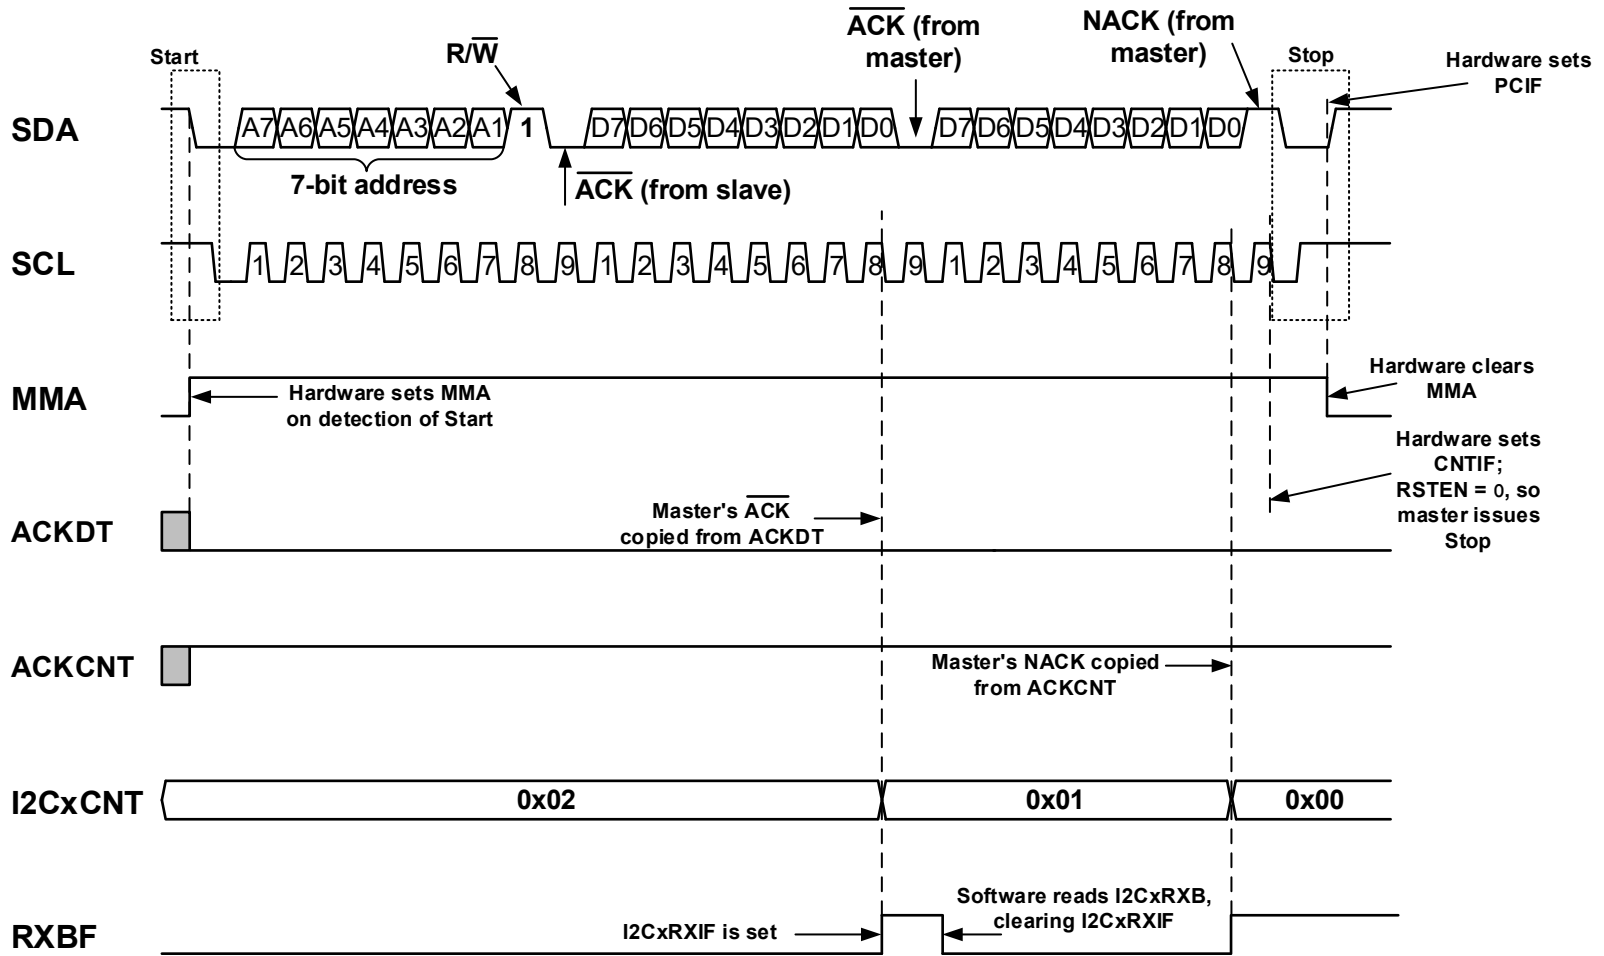 Start
R/W
ACK (from
master)
NACK (from
master)
Stop
Hardware sets
PCIF
SDA
A7 A6 A5 A4 A3 A2 A1 1 D7 D6 D5 D4 D3 D2 D1 D0 D7 D6 D5 D4 D3 D2 D1 D0
7-bit address
ACK (from slave)
SCL
1 2 3 4 5 6 7 8 9 1 2 3 4 5 6 7 8 9 1 2 3 4 5 6 7 8 9
MMA
Hardware sets MMA
on detection of Start
Hardware clears
MMA
Hardware sets
CNTIF;
RSTEN = 0, so
master issues
Stop
ACKDT
Master's ACK
copied from ACKDT
ACKCNT
Master's NACK copied
from ACKCNT
I2CxCNT
0x02
0x01
0x00
RXBF
I2CxRXIF is set
Software reads I2CxRXB,
clearing I2CxRXIF